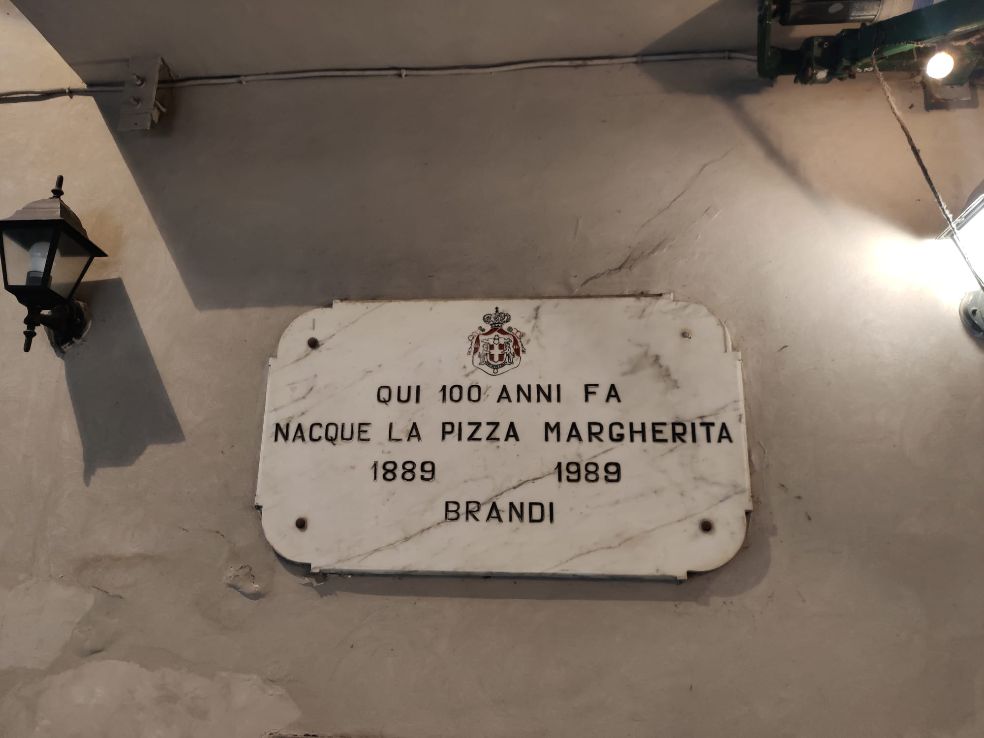 QUI 100 ANNI FA
NACQUE LA PIZZA MARGHERITA
1889 1989
BRANDI